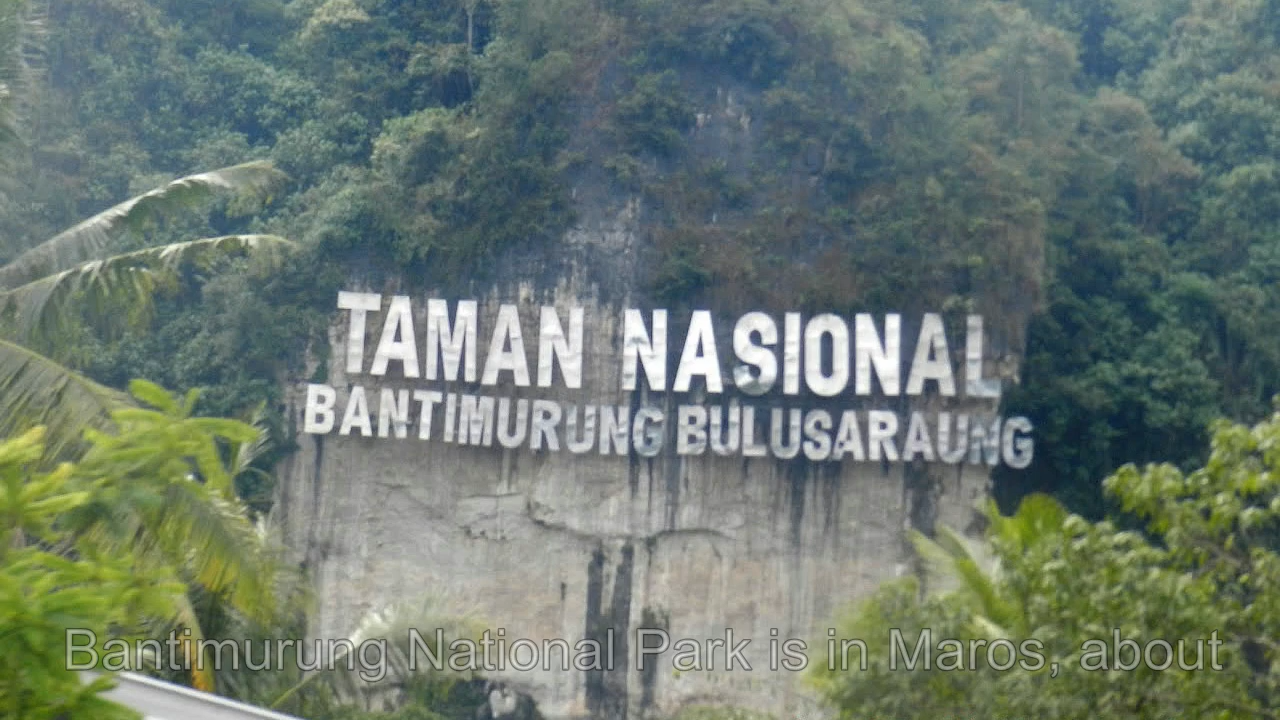 TAMAN NASIONAL
BANTIMURUNG BULUSARAUNG
Bantimurung National Park is in Maros, about